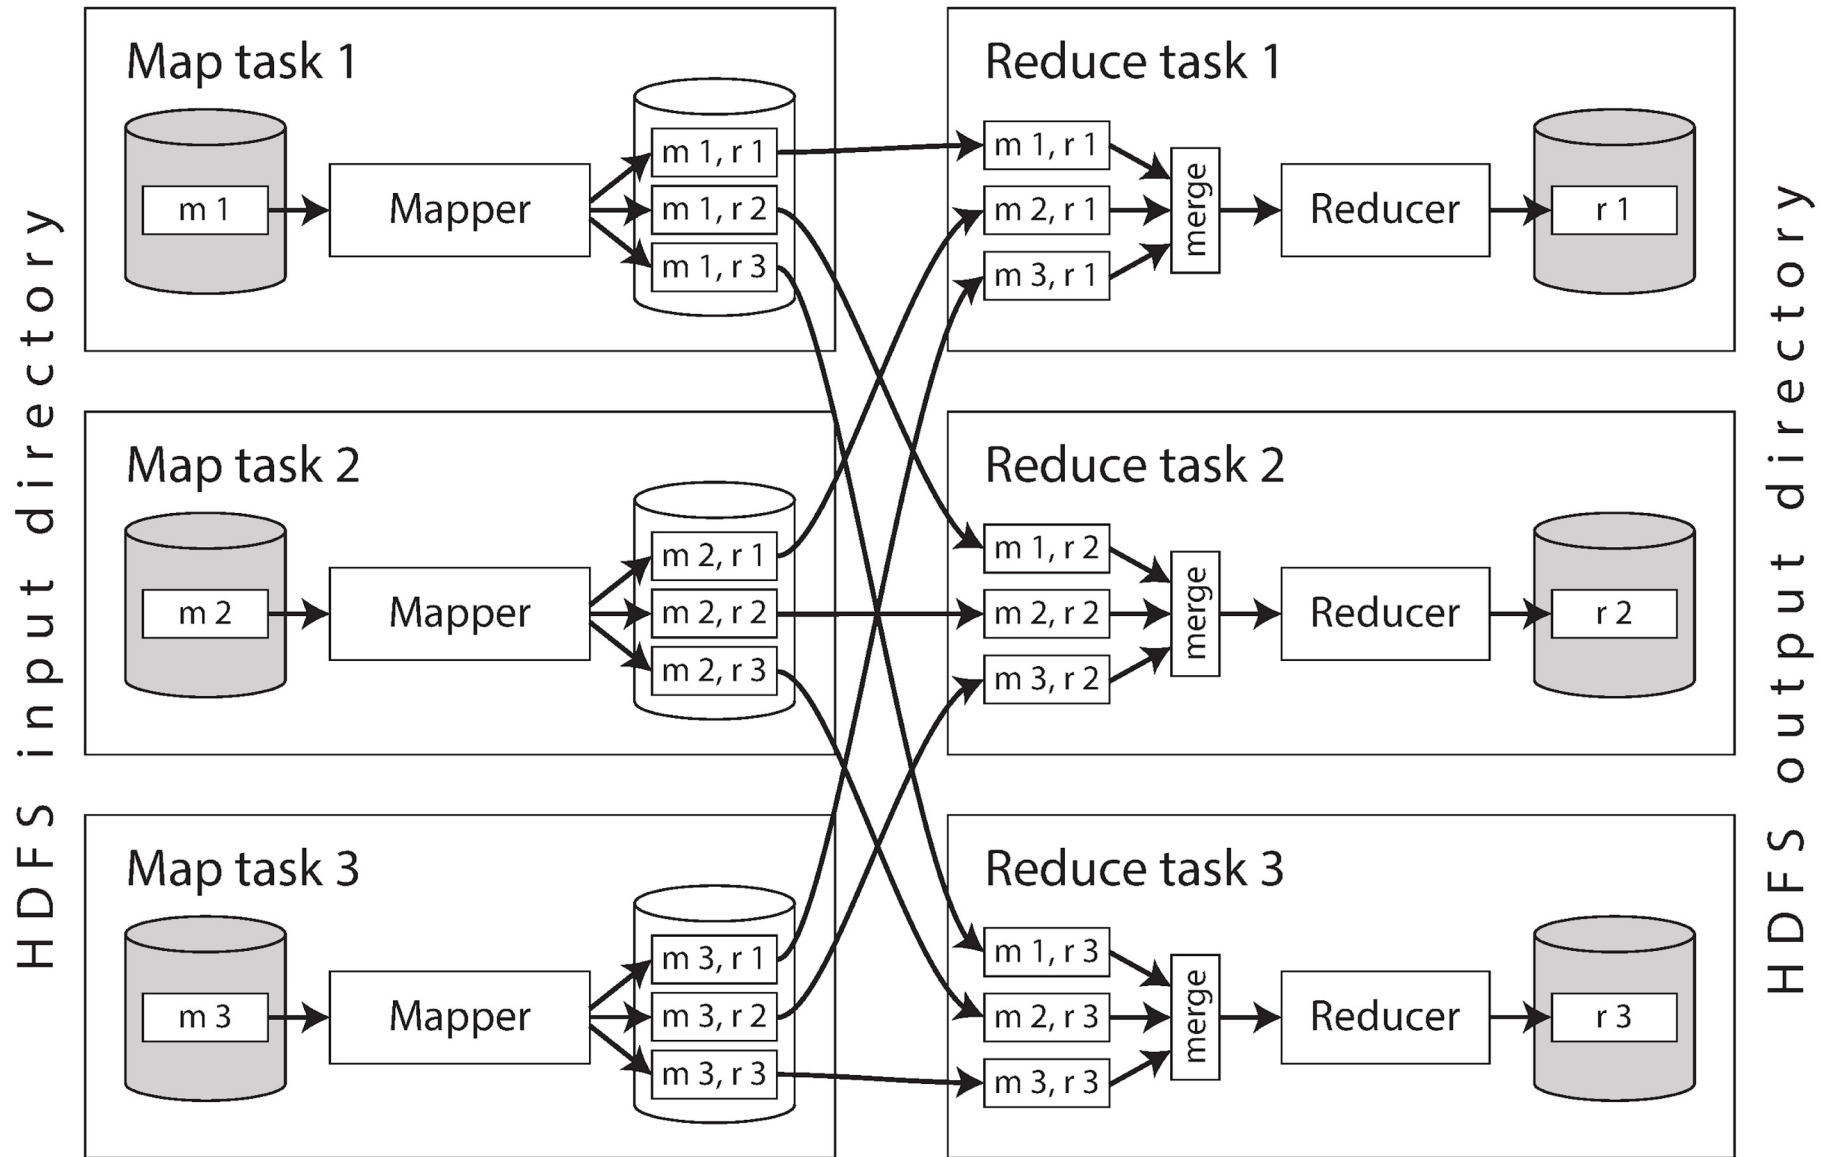 HDFS input directory
Map task 1
m 1
Mapper
m 1, r 1
m 1, r 2
m 1, r 3
Map task 2
m 2
Mapper
m 2, r 1
m 2, r 2
m 2, r 3
Map task 3
m 3
Mapper
m 3, r 1
m 3, r 2
m 3, r 3
Reduce task 1
m 1, r 1
m 2, r 1
m 3, r 1
merge
Reducer
r 1
Reduce task 2
m 1, r 2
m 2, r 2
m 3, r 2
merge
Reducer
r 2
Reduce task 3
m 1, r 3
m 2, r 3
m 3, r 3
merge
Reducer
r 3
HDFS output directory